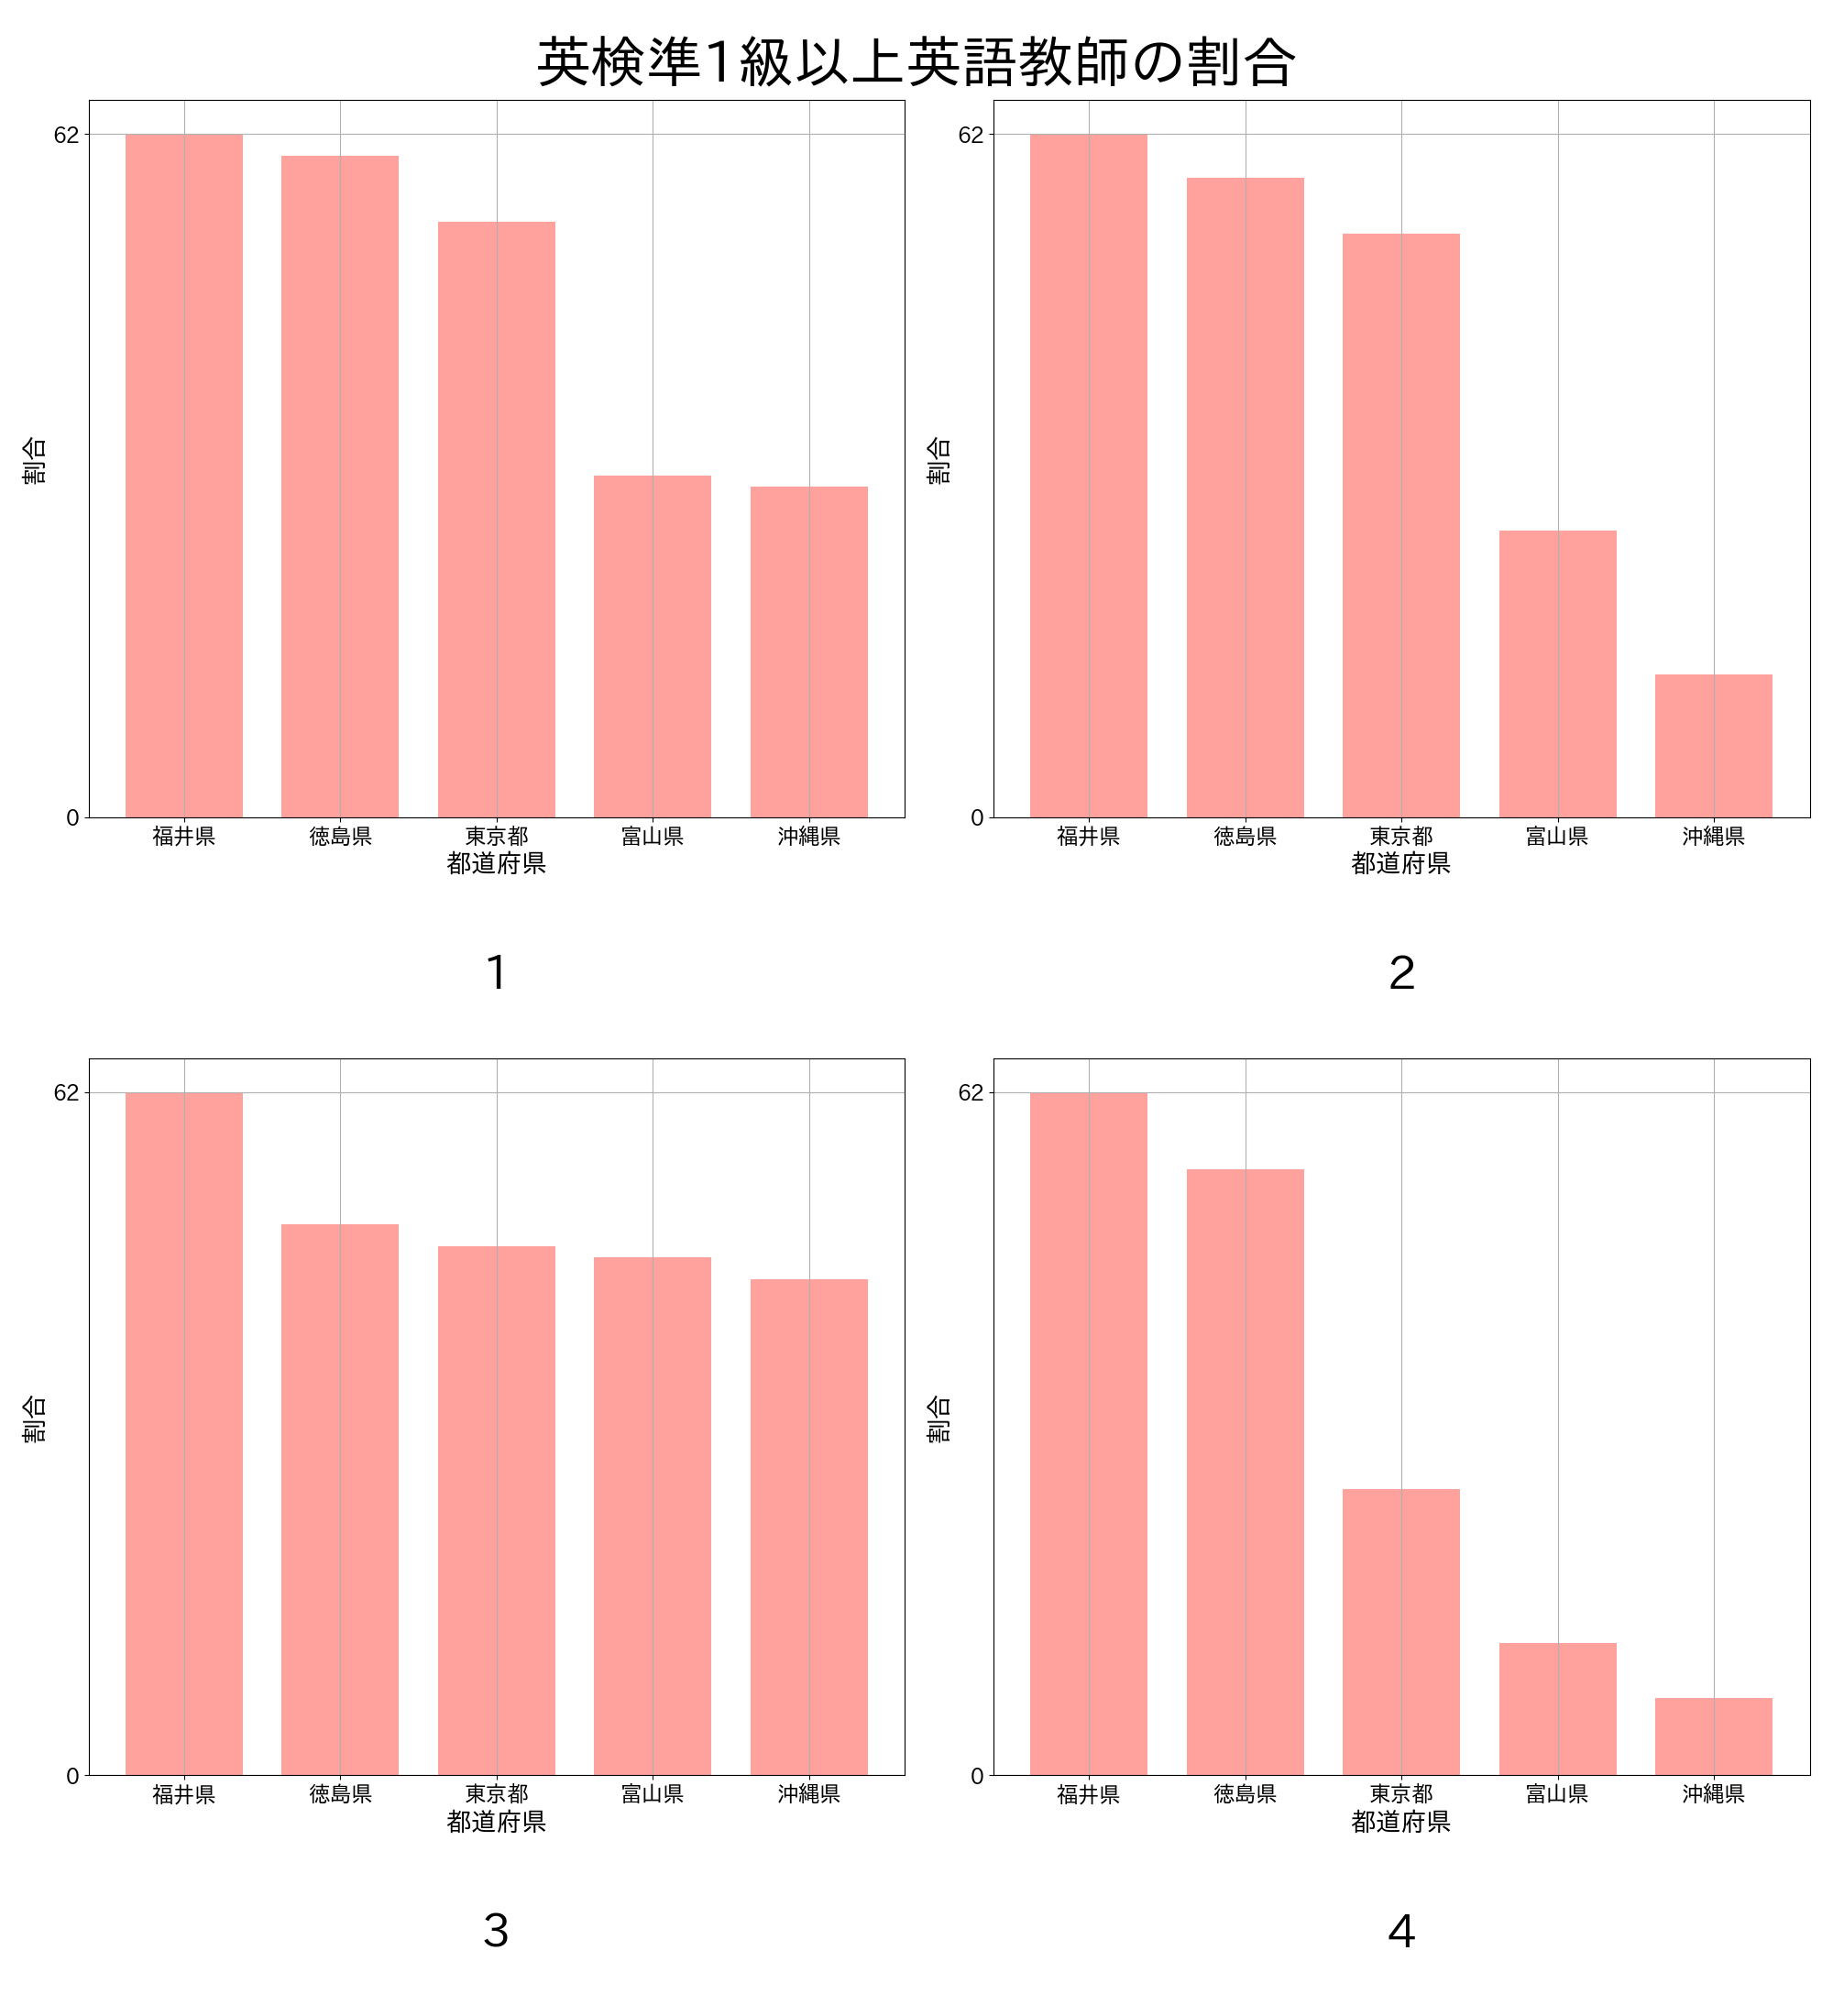 英検準1級以上英語教師の割合
62
0
割合
福井県 徳島県 東京都 富山県 沖縄県
都道府県
1
62
0
割合
福井県 徳島県 東京都 富山県 沖縄県
都道府県
2
62
0
割合
福井県 徳島県 東京都 富山県 沖縄県
都道府県
3
62
0
割合
福井県 徳島県 東京都 富山県 沖縄県
都道府県
4